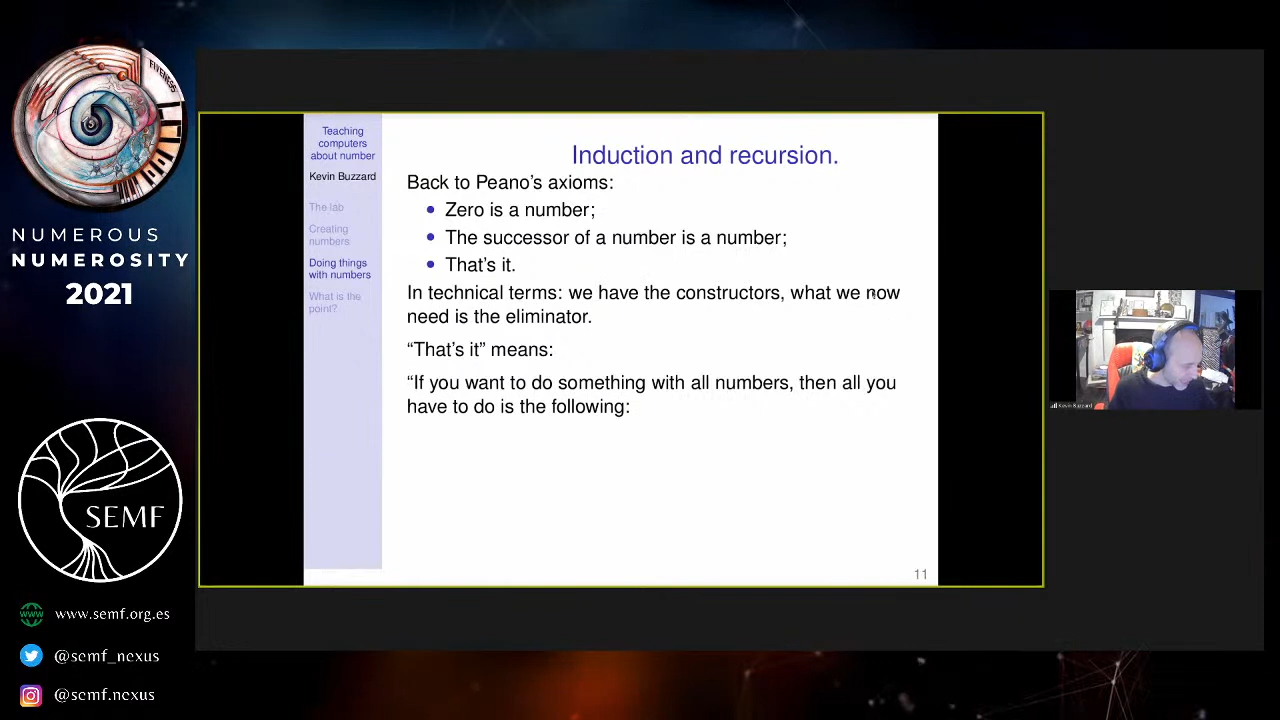 FIVENESS
NUMEROUS
NUMEROSITY
2021
SEMF
www.semf.org.es
@semf_nexus
@semf.nexus
Teaching
computers
about number
Kevin Buzzard
The lab
Creating
numbers
Doing things
with numbers
What is the
point?
Induction and recursion.
Back to Peano's axioms:
• Zero is a number;
• The successor of a number is a number;
• That's it.
In technical terms: we have the constructors, what we now
need is the eliminator.
“That's it” means:
“If you want to do something with all numbers, then all you
have to do is the following:
11
Kevin Buzzard